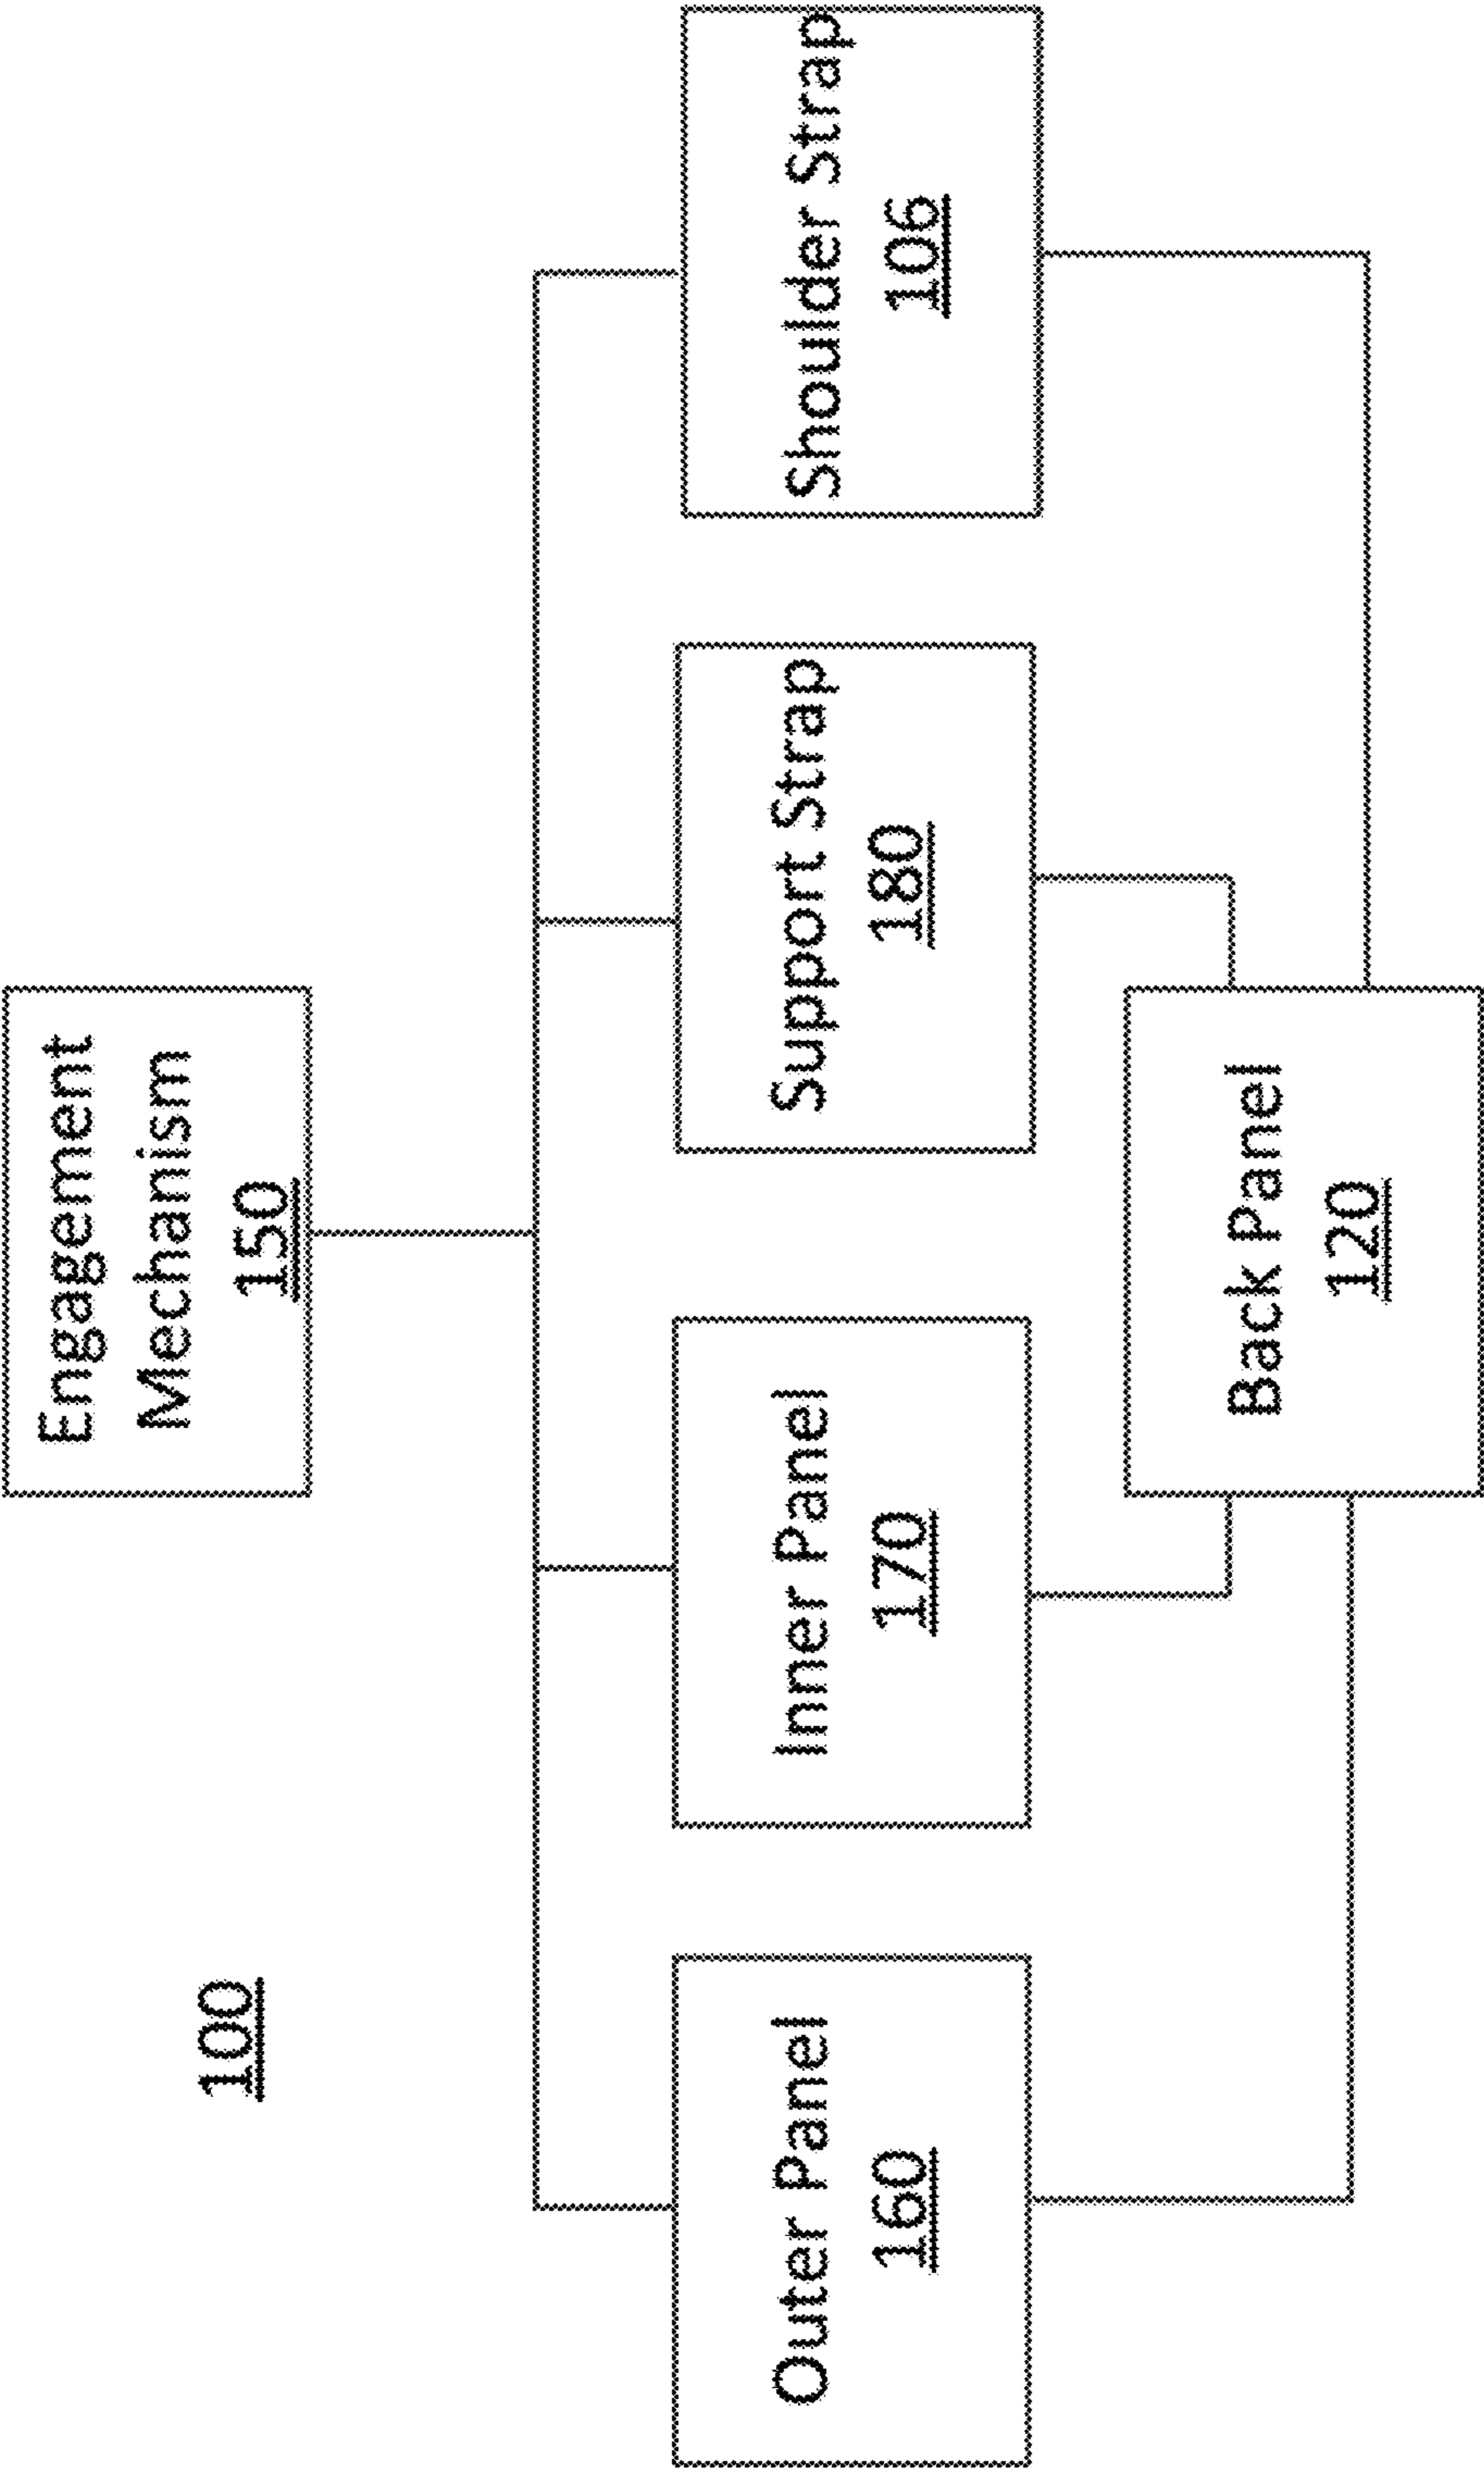 100
Engagement
Mechanism
150
Outer Panel
160
Inner Panel
170
Support Strap
180
Shoulder Strap
106
Back Panel
120